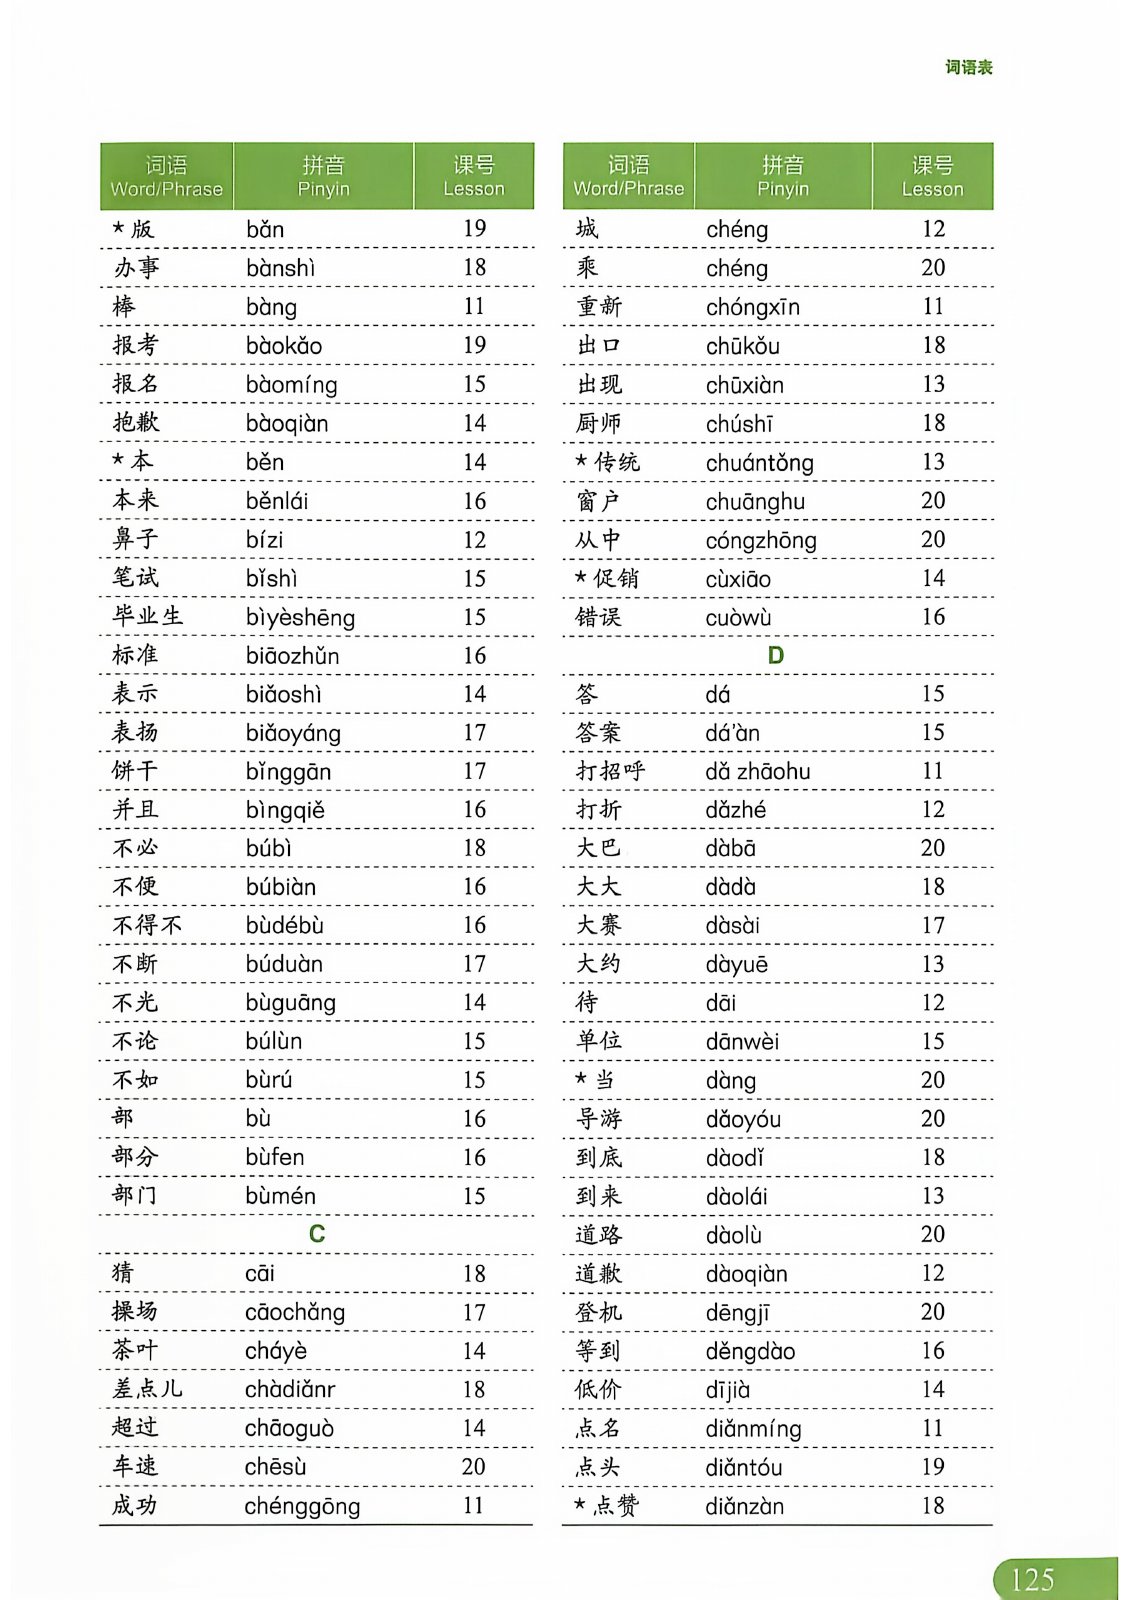 词语表
词语 拼音 课号
Word/Phrase Pinyin Lesson
* 版 bǎn 19
办事 bànshì 18
棒 bàng 11
报考 bàokǎo 19
报名 bàomíng 15
抱歉 bàoqiàn 14
* 本 běn 14
本来 běnlái 16
鼻子 bízi 12
笔试 bǐshì 15
毕业生 bìyèshēng 15
标准 biāozhǔn 16
表示 biǎoshì 14
表扬 biǎoyáng 17
饼干 bǐnggān 17
并且 bìngqiě 16
不必 búbì 18
不便 búbiàn 16
不得不 bùdébù 16
不断 búduàn 17
不光 bùguāng 14
不论 búlùn 15
不如 bùrú 15
部 bù 16
部分 bùfen 16
部门 bùmén 15
C
猜 cāi 18
操场 cāochǎng 17
茶叶 cháyè 14
差点儿 chàdiǎnr 18
超过 chāoguò 14
车速 chēsù 20
成功 chénggōng 11
词语 拼音 课号
Word/Phrase Pinyin Lesson
城 chéng 12
乘 chéng 20
重新 chóngxīn 11
出口 chūkǒu 18
出现 chūxiàn 13
厨师 chúshī 18
* 传统 chuántǒng 13
窗户 chuānghu 20
从中 cóngzhōng 20
* 促销 cùxiāo 14
错误 cuòwù 16
D
答 dá 15
答案 dá'àn 15
打招呼 dǎ zhāohu 11
打折 dǎzhé 12
大巴 dàbā 20
大大 dàdà 18
大赛 dàsài 17
大约 dàyuē 13
待 dāi 12
单位 dānwèi 15
* 当 dàng 20
导游 dǎoyóu 20
到底 dàodǐ 18
到来 dàolái 13
道路 dàolù 20
道歉 dàoqiàn 12
登机 dēngjī 20
等到 děngdào 16
低价 dījià 14
点名 diǎnmíng 11
点头 diǎntóu 19
* 点赞 diǎnzàn 18
125